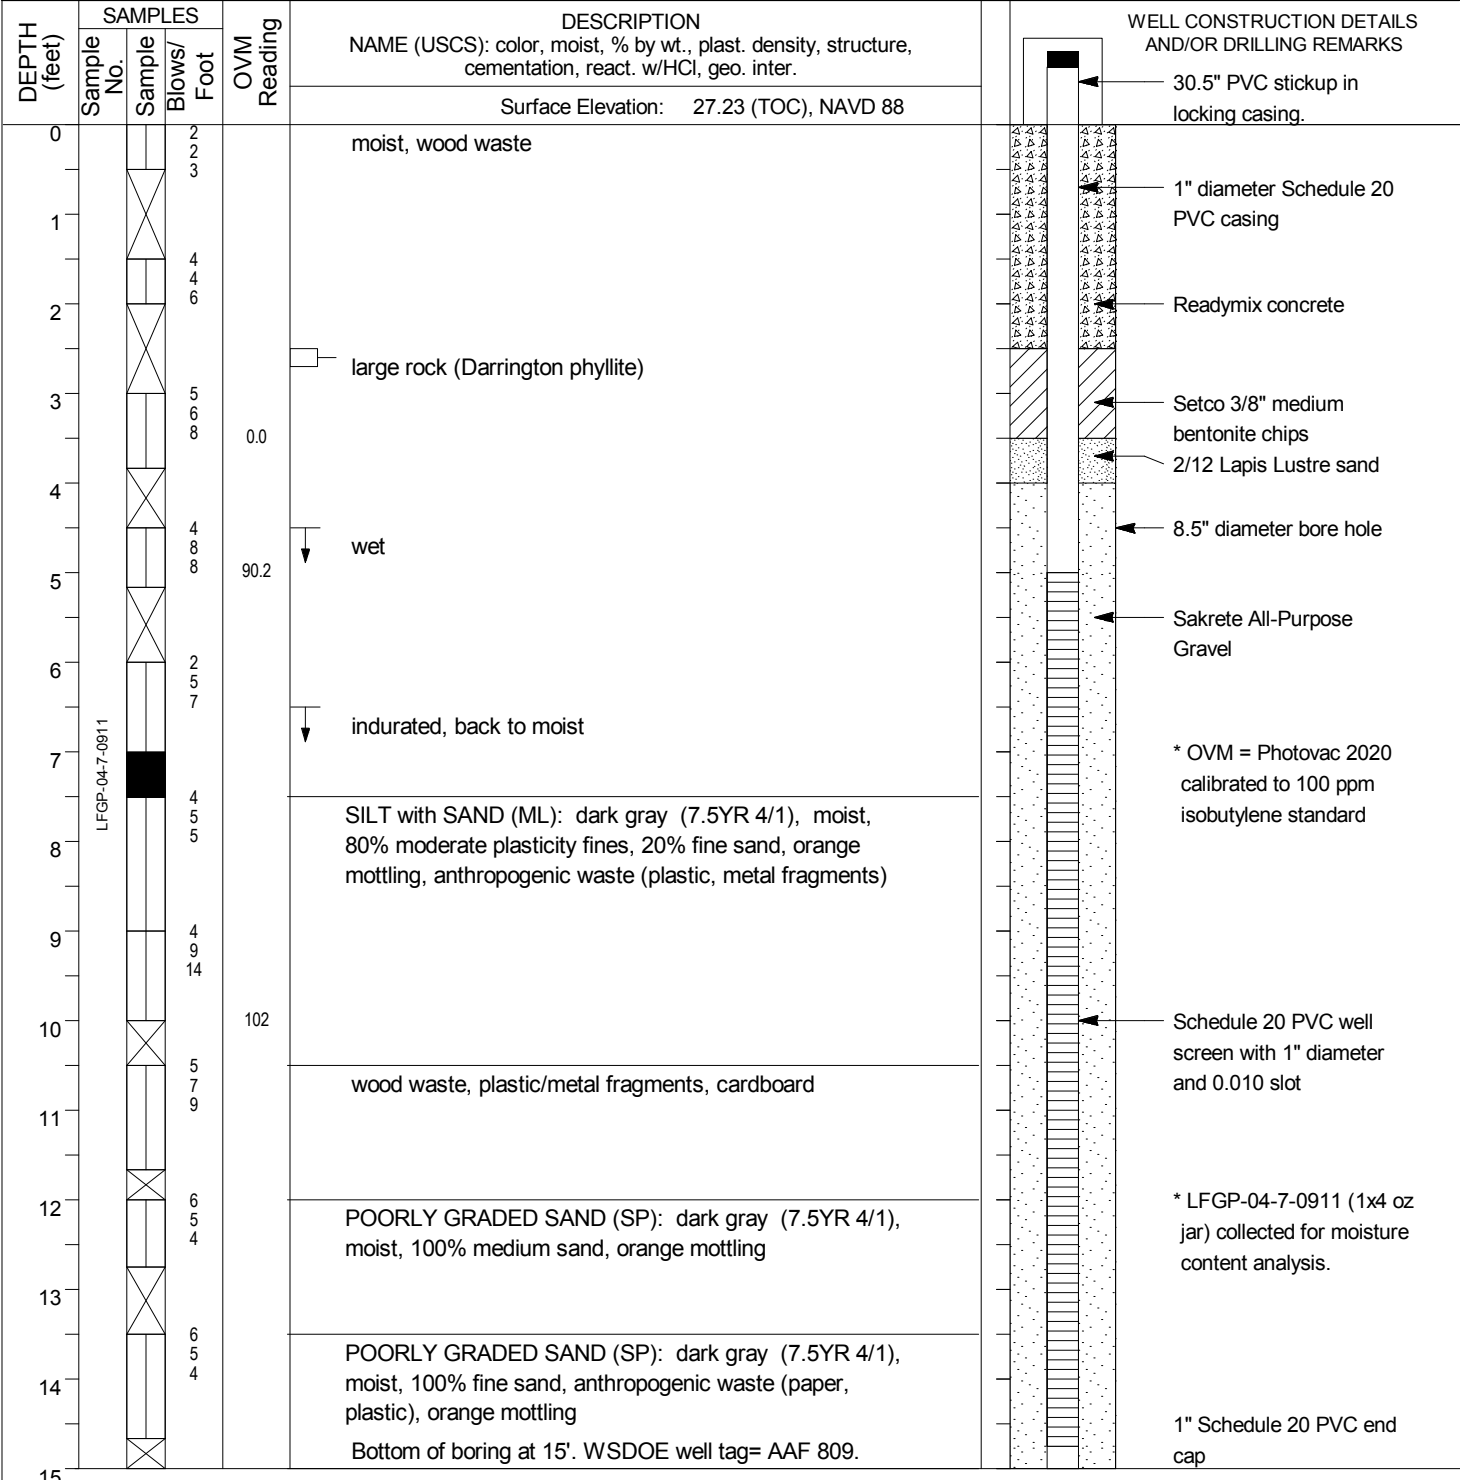 DEPTH
(feet)
SAMPLES
Sample
No.
Sample
Blows/
Foot
OVM
Reading
DESCRIPTION
NAME (USCS): color, moist, % by wt., plast. density, structure,
cementation, react. w/HCl, geo. inter.
Surface Elevation: 27.23 (TOC), NAVD 88
WELL CONSTRUCTION DETAILS
AND/OR DRILLING REMARKS
30.5" PVC stickup in
locking casing.
0
2
2
3
moist, wood waste
1" diameter Schedule 20
PVC casing
1
4
4
6
2
Readymix concrete
large rock (Darrington phyllite)
3
5
6
8
0.0
Setco 3/8" medium
bentonite chips
2/12 Lapis Lustre sand
4
4
8
8
wet
8.5" diameter bore hole
5
90.2
Sakrete All-Purpose
Gravel
6
2
5
7
indurated, back to moist
7
LFGP-04-7-0911
* OVM = Photovac 2020
calibrated to 100 ppm
isobutylene standard
4
5
5
SILT with SAND (ML): dark gray (7.5YR 4/1), moist,
80% moderate plasticity fines, 20% fine sand, orange
mottling, anthropogenic waste (plastic, metal fragments)
8
9
4
9
14
10
102
Schedule 20 PVC well
screen with 1" diameter
and 0.010 slot
5
7
9
wood waste, plastic/metal fragments, cardboard
11
12
6
5
4
POORLY GRADED SAND (SP): dark gray (7.5YR 4/1),
moist, 100% medium sand, orange mottling
* LFGP-04-7-0911 (1x4 oz
jar) collected for moisture
content analysis.
13
6
5
4
POORLY GRADED SAND (SP): dark gray (7.5YR 4/1),
moist, 100% fine sand, anthropogenic waste (paper,
plastic), orange mottling
14
Bottom of boring at 15'. WSDOE well tag= AAF 809.
1" Schedule 20 PVC end
cap
15